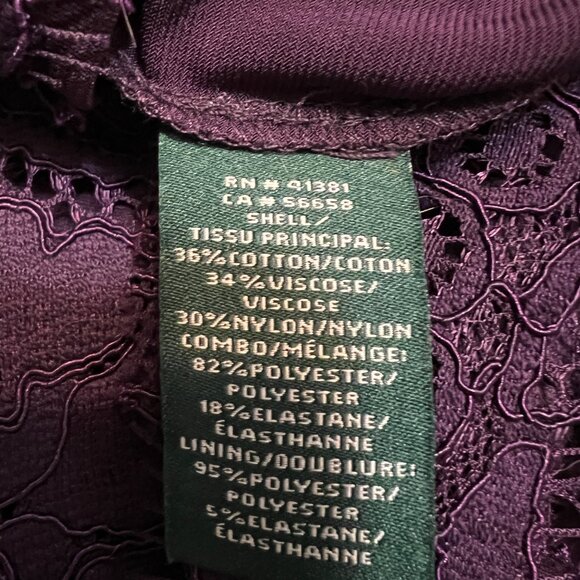 RN # 41381
CA # 56658
SHELL/
TISSU PRINCIPAL:
36%COTTON/COTON
34%VISCOSE/
VISCOSE
30%NYLON/NYLON
COMBO/MÉLANGE:
82%POLYESTER/
POLYESTER
18%ELASTANE/
ÉLASTHANNE
LINING/DOUBLURE:
95%POLYESTER/
POLYESTER
5%ELASTANE/
ÉLASTHANNE